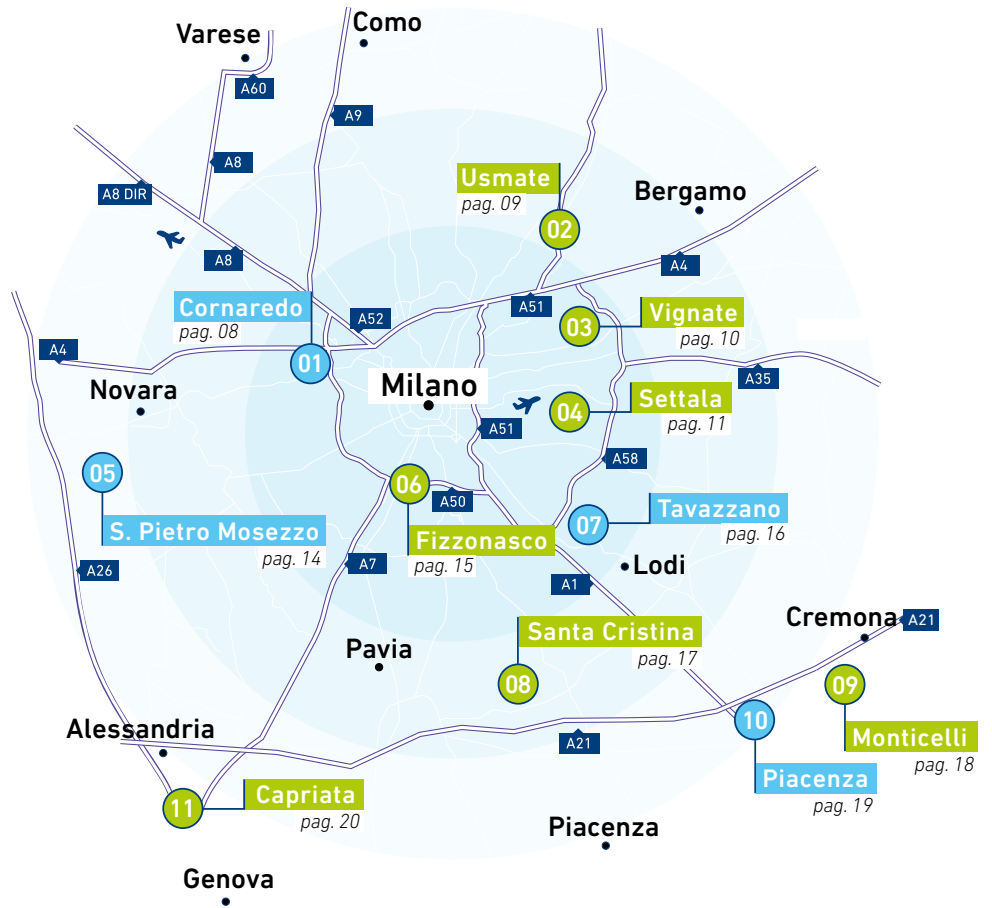 Varese
Como
A60
A9
A8
A8 DIR
Usmate
pag. 09
Bergamo
02
A8
A4
Cornaredo
pag. 08
A52
A51
03
Vignate
pag. 10
A4
01
Novara
Milano
A35
04
Settala
pag. 11
A51
A58
05
06
A50
07
Tavazzano
pag. 16
S. Pietro Mosezzo
pag. 14
Fizzonasco
pag. 15
A26
A7
A1
Lodi
Santa Cristina
pag. 17
Cremona
A21
Pavia
08
09
Alessandria
10
A21
Monticelli
pag. 18
Piacenza
pag. 19
11
Capriata
pag. 20
Piacenza
Genova